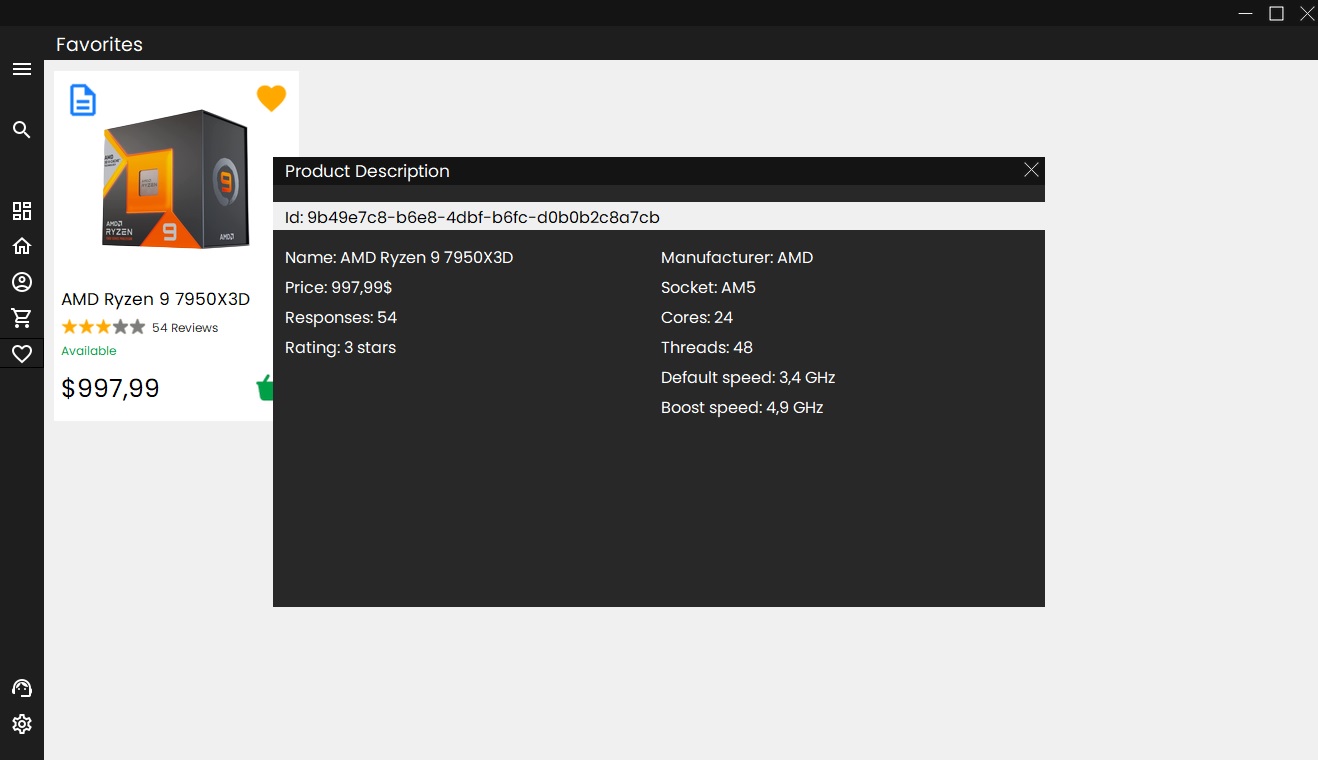 Favorites
AMD
RYZEN
9
9
AMD
AMD Ryzen 9 7950X3D
54 Reviews
Available
$997,99
Product Description
Id: 9b49e7c8-b6e8-4dbf-b6fc-d0b0b2c8a7cb
Name: AMD Ryzen 9 7950X3D
Price: 997,99$
Responses: 54
Rating: 3 stars
Manufacturer: AMD
Socket: AM5
Cores: 24
Threads: 48
Default speed: 3,4 GHz
Boost speed: 4,9 GHz